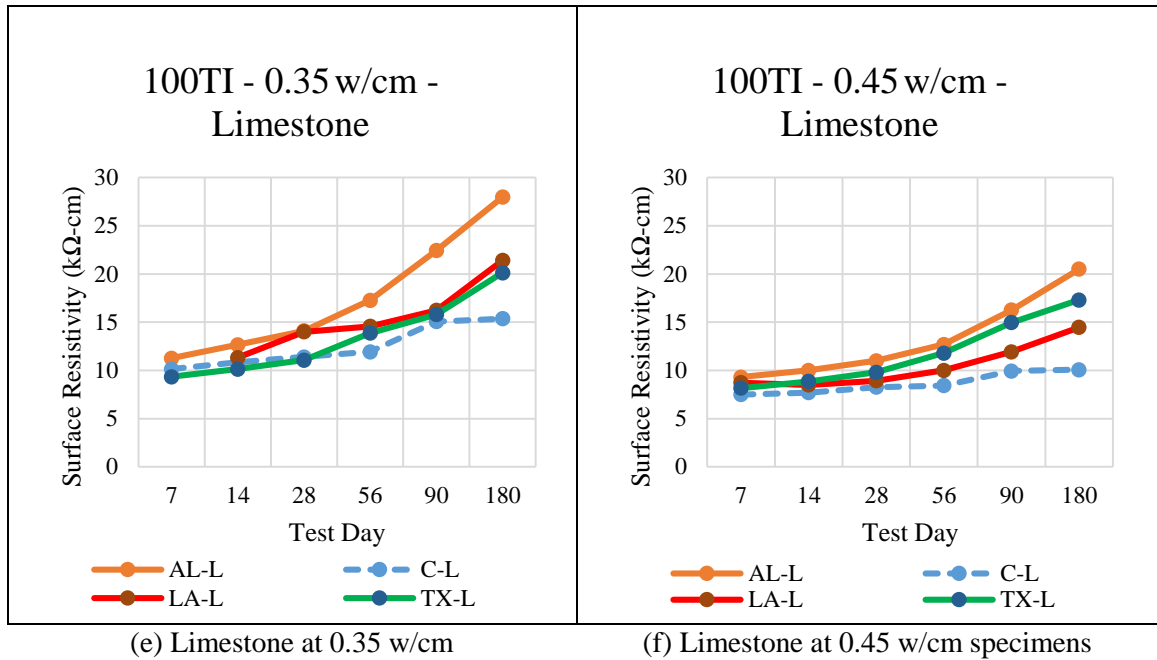 100TI - 0.35 w/cm -
Limestone
Surface Resistivity (kΩ-cm)
30
25
20
15
10
5
0
7 14 28 56 90 180
Test Day
AL-L C-L
LA-L TX-L
(e) Limestone at 0.35 w/cm
100TI - 0.45 w/cm -
Limestone
Surface Resistivity (kΩ-cm)
30
25
20
15
10
5
0
7 14 28 56 90 180
Test Day
AL-L C-L
LA-L TX-L
(f) Limestone at 0.45 w/cm specimens